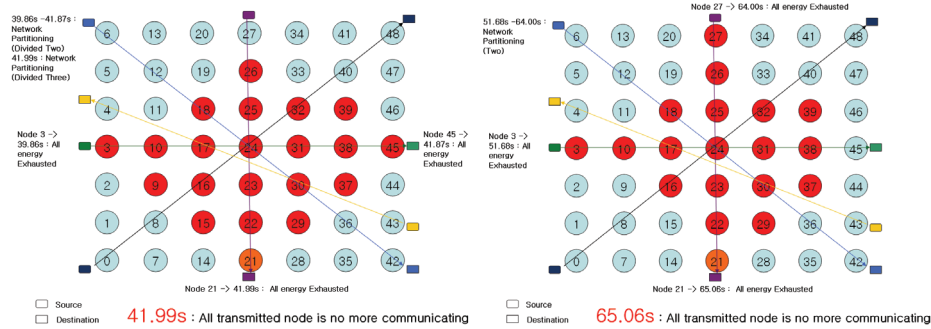 39.86s -41.87s :
Network
Partitioning
(Divided Two)
41.99s : Network
Partitioning
(Divided Three)
6 13 20 27 34 41 48
5 12 19 26 33 40 47
4 11 18 25 32 39 46
Node 3 ->
39.86s : All
energy
Exhausted
3 10 17 24 31 38 45
Node 45 ->
41.87s : All
energy
Exhausted
2 9 16 23 30 37 44
1 8 15 22 29 36 43
0 7 14 21 28 35 42
Node 21 -> 41.99s : All energy Exhausted
Source
Destination
41.99s : All transmitted node is no more communicating
Node 27 -> 64.00s : All energy Exhausted
51.68s -64.00s :
Network
Partitioning
(Two)
6 13 20 27 34 41 48
5 12 19 26 33 40 47
4 11 18 25 32 39 46
Node 3 ->
51.68s : All
energy
Exhausted
3 10 17 24 31 38 45
2 9 16 23 30 37 44
1 8 15 22 29 36 43
0 7 14 21 28 35 42
Node 21 -> 65.06s : All energy Exhausted
Source
Destination
65.06s : All transmitted node is no more communicating